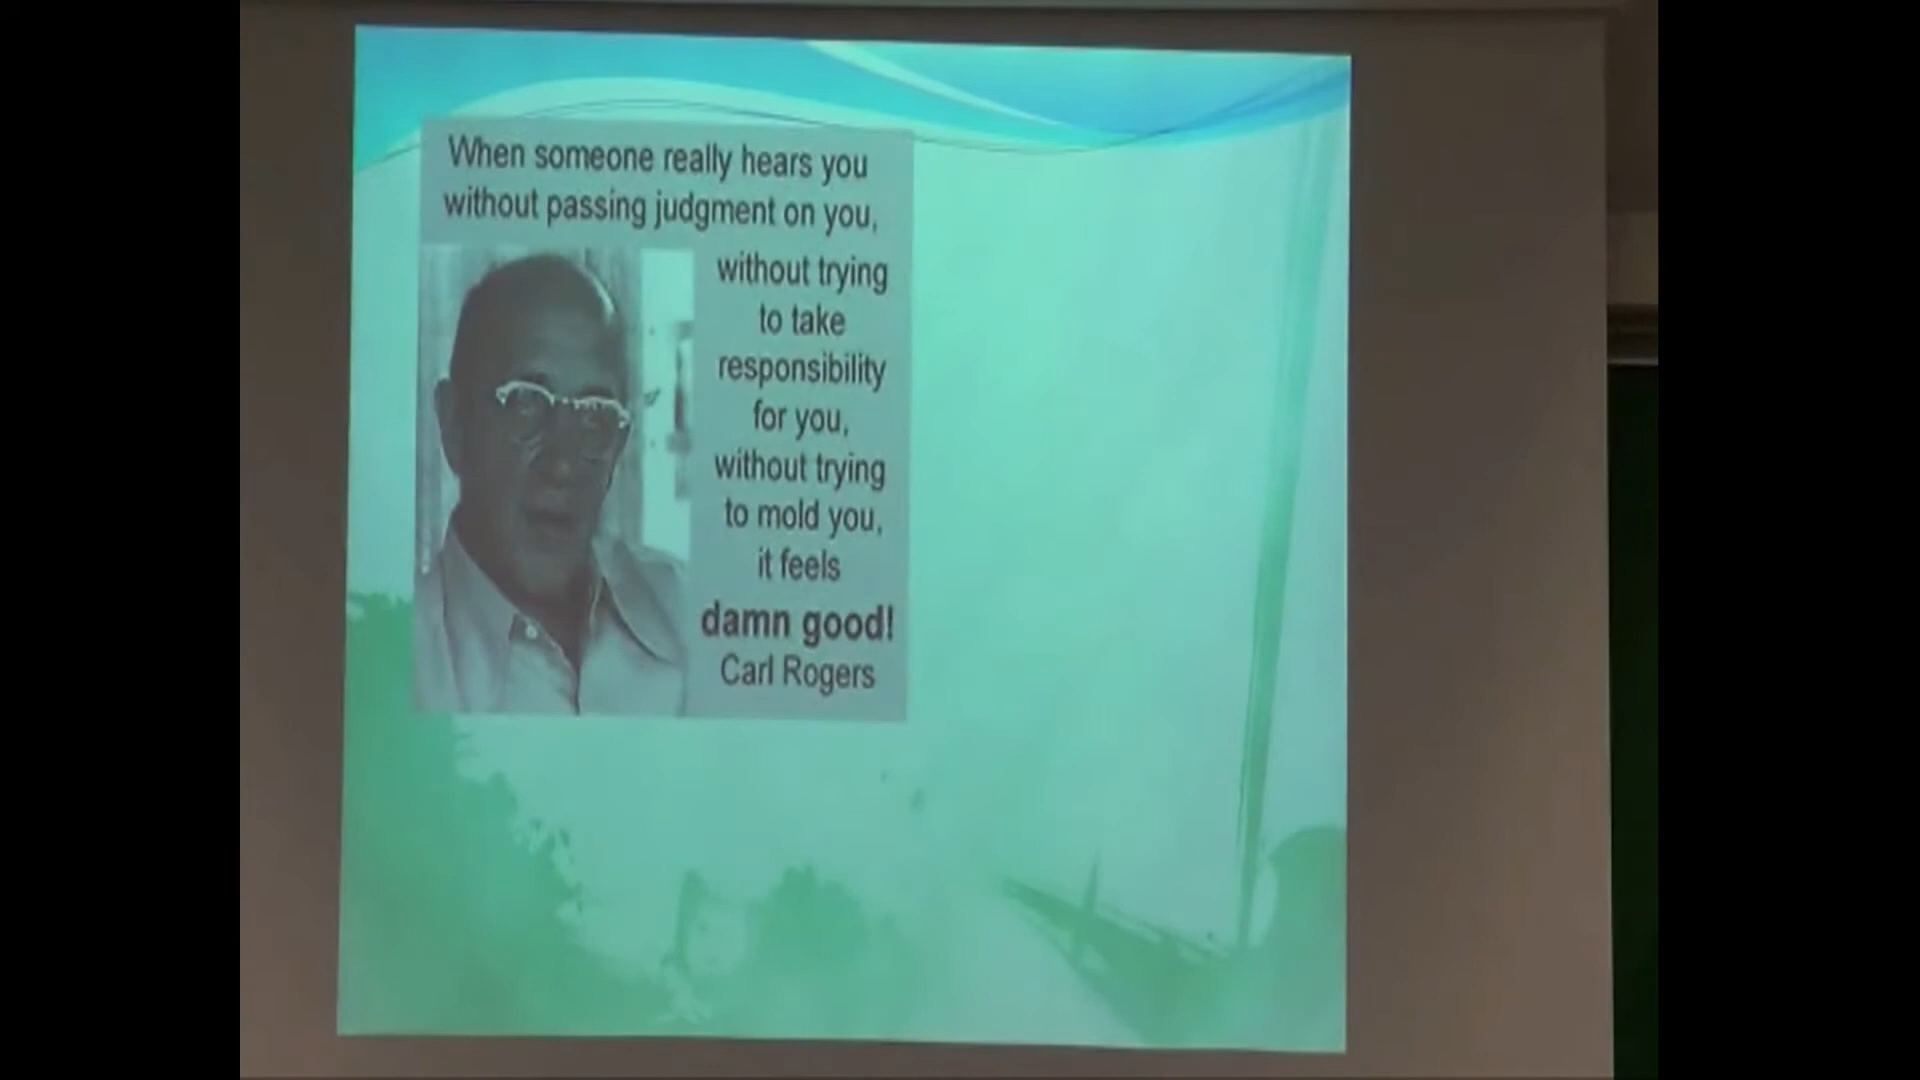 When someone really hears you
without passing judgment on you,
without trying
to take
responsibility
for you,
without trying
to mold you,
it feels
damn good!
Carl Rogers